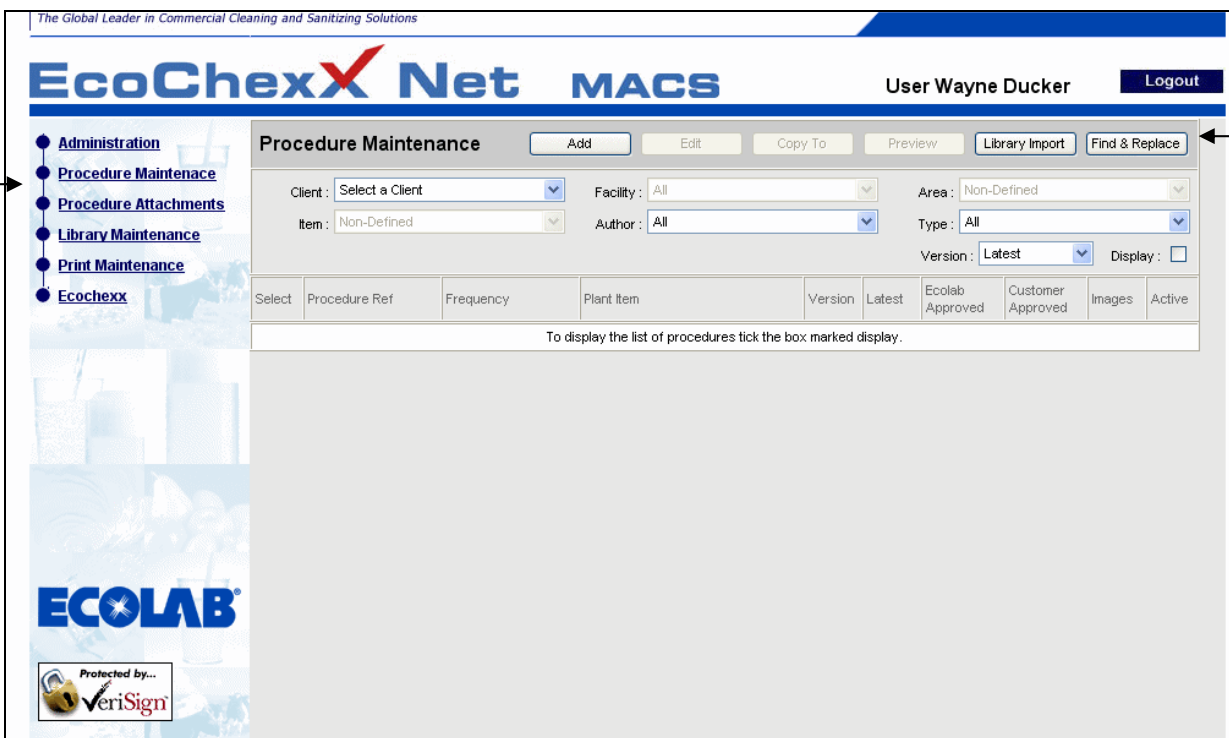 The Global Leader in Commercial Cleaning and Sanitizing Solutions
EcoChexX Net MACS
User Wayne Ducker
Logout
Administration
Procedure Maintenace
Procedure Attachments
Library Maintenance
Print Maintenance
Ecochexx
Procedure Maintenance Add Edit Copy To Preview Library Import Find & Replace
Client : Select a Client Facility : All Area : Non-Defined
Item : Non-Defined Author : All Type : All
Version : Latest Display :
Select Procedure Ref Frequency Plant Item Version Latest Ecolab Approved Customer Approved Images Active
To display the list of procedures tick the box marked display.
ECOLAB®
Protected by...
VeriSign